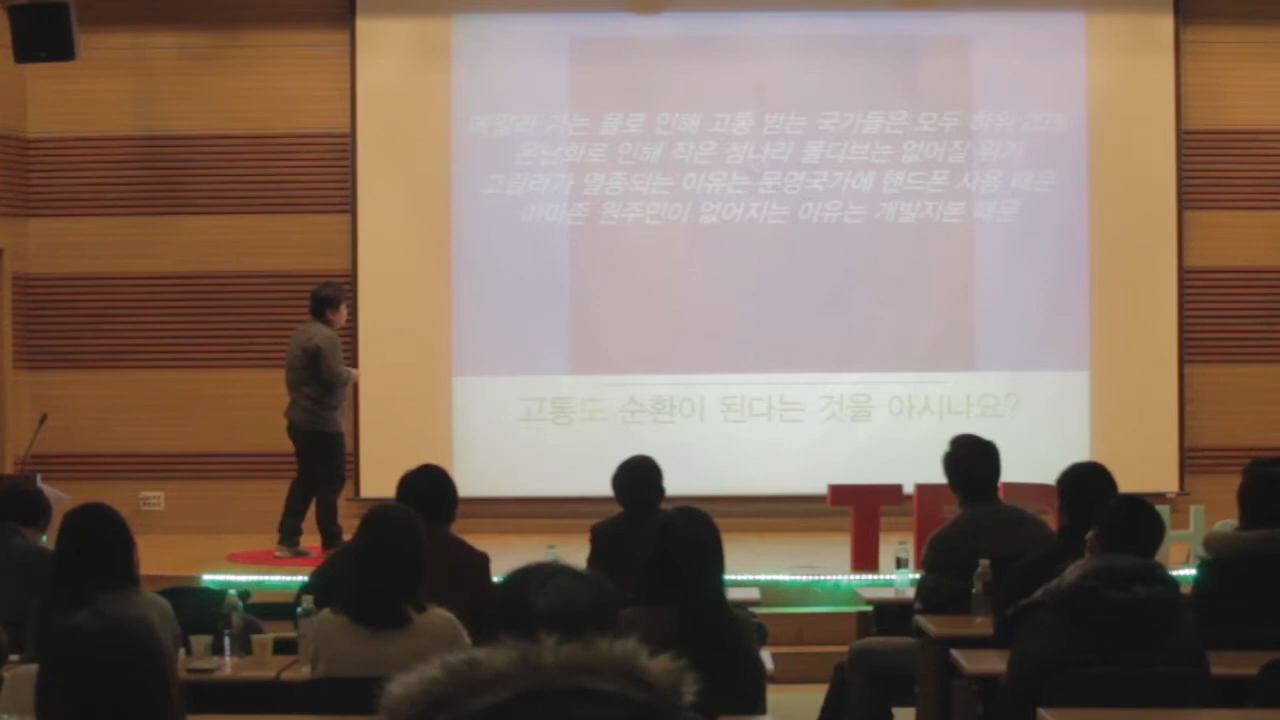 메말라 가는 물로 인해 고통 받는 국가들은 모두 하위 20%
온난화로 인해 작은 섬나라 몰디브는 없어질 위기
고릴라가 멸종되는 이유는 문명국가에 핸드폰 사용 때문
아마존 원주민이 없어지는 이유는 개발자본 때문
고통도 순환이 된다는 것을 아시나요?